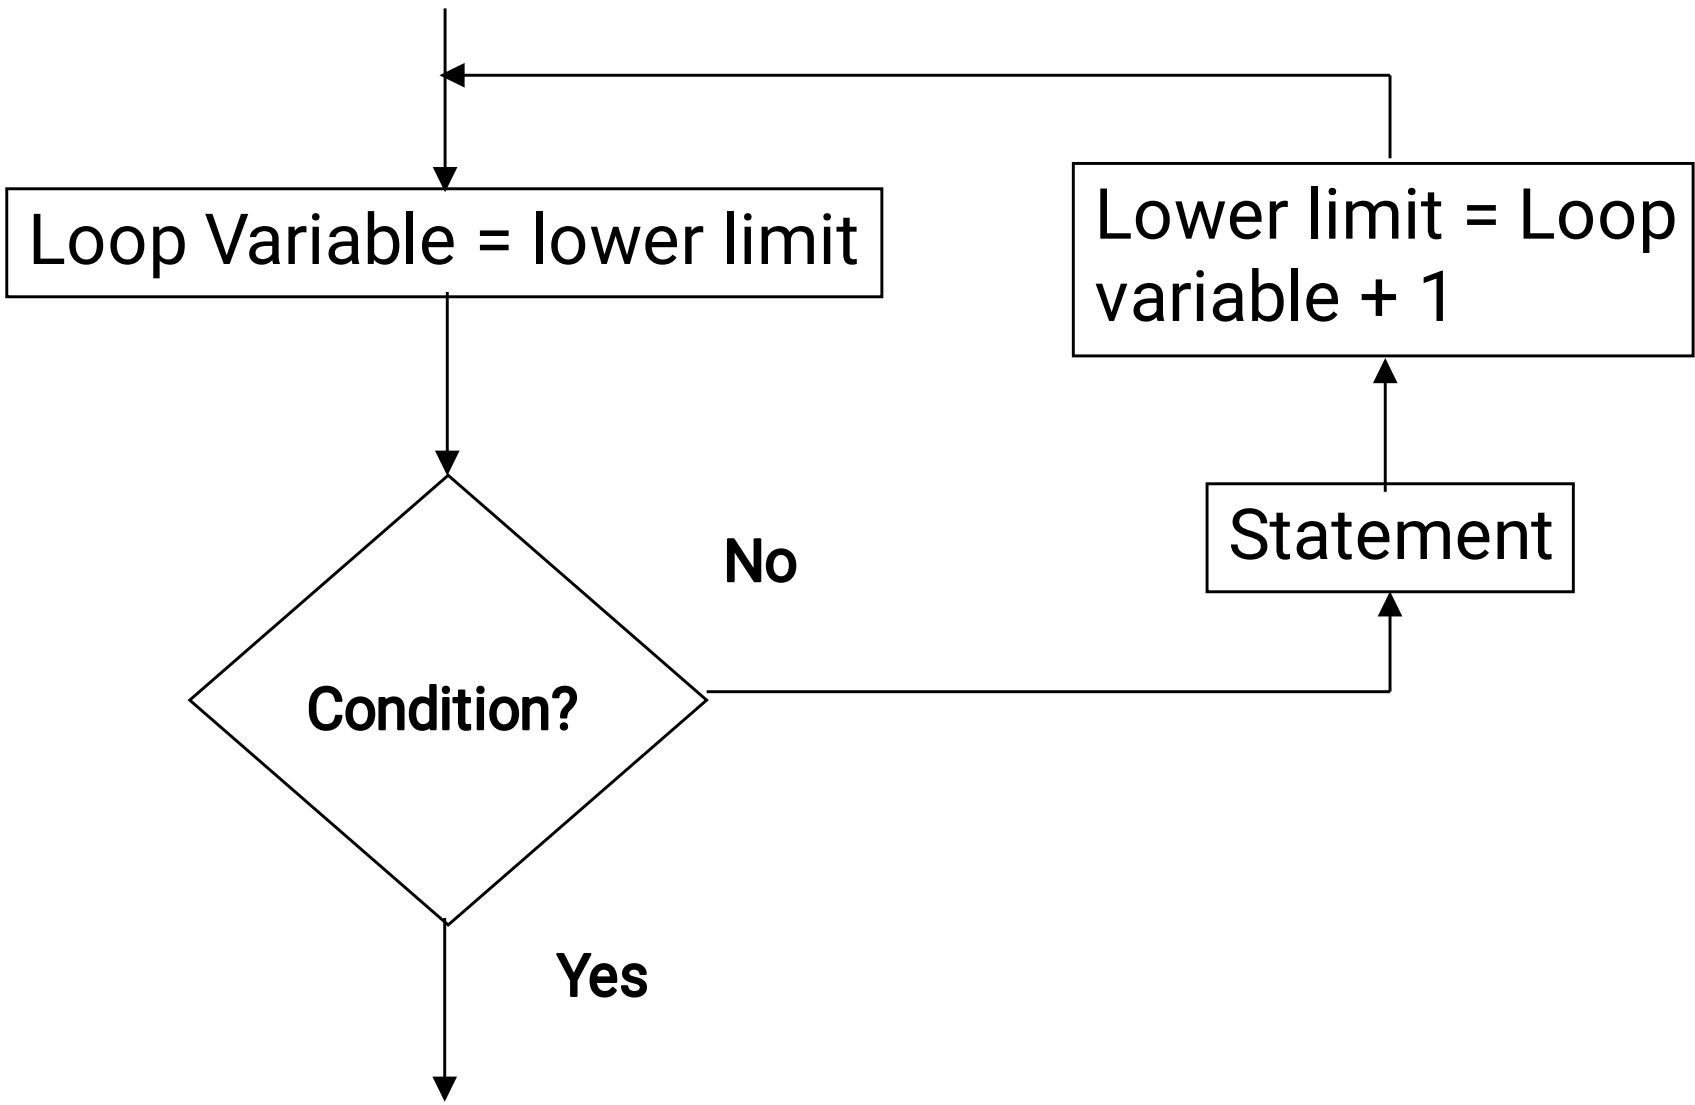 Loop Variable = lower limit
Lower limit = Loop
variable + 1
Statement
No
Condition?
Yes